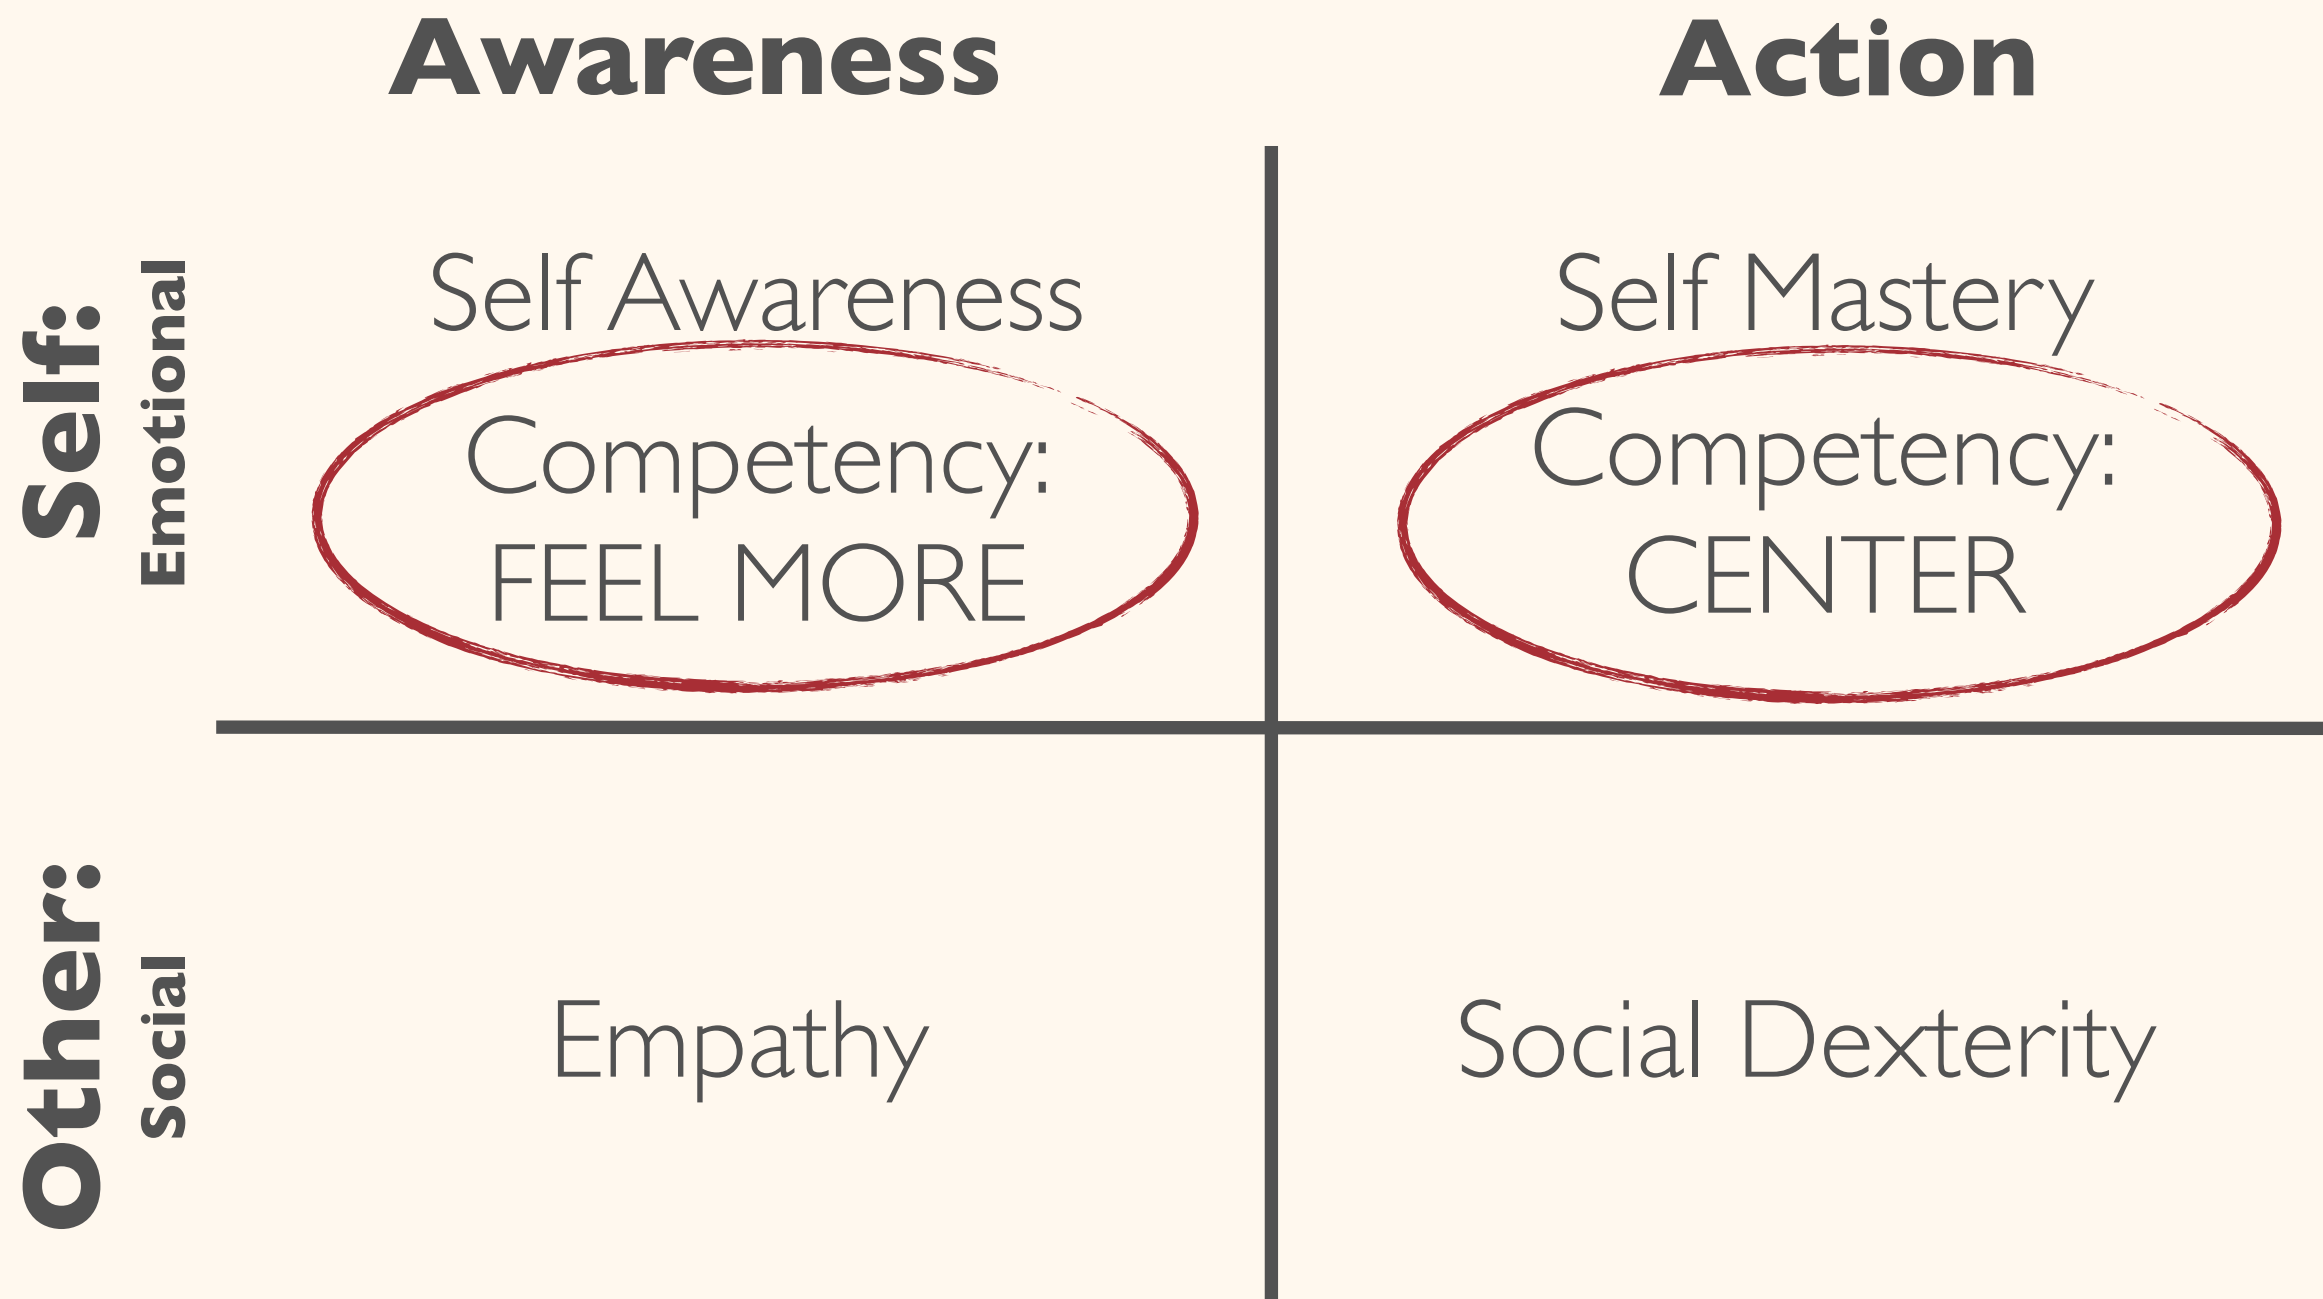 Awareness
Action
Self:
Emotional
Self Awareness
Competency:
FEEL MORE
Self Mastery
Competency:
CENTER
Other:
Social
Empathy
Social Dexterity